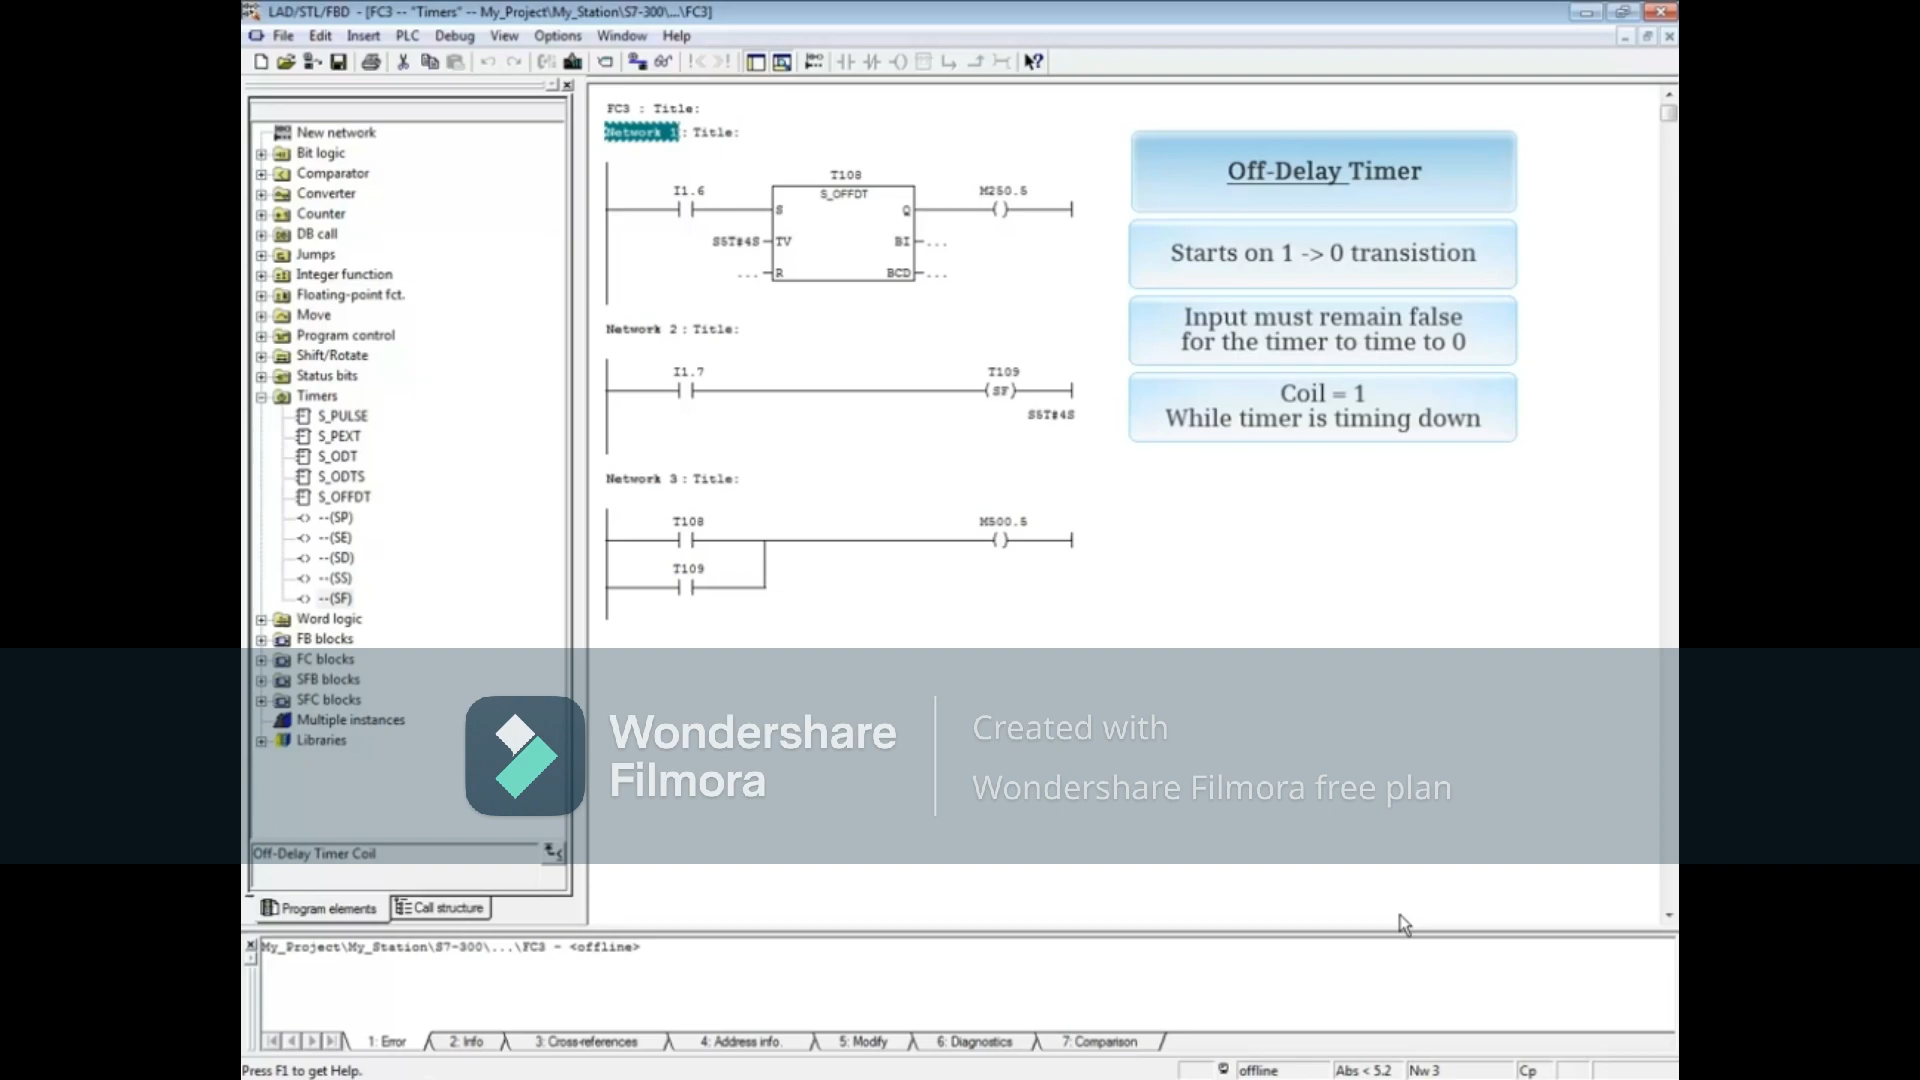 LAD/STL/FBD - [FC3 -- "Timers" -- My_Project\My_Station\S7-300\...\FC3]
File Edit Insert PLC Debug View Options Window Help
New network
Bit logic
Comparator
Converter
Counter
DB call
Jumps
Integer function
Floating-point fct.
Move
Program control
Shift/Rotate
Status bits
Timers
S_PULSE
S_PEXT
S_ODT
S_ODTS
S_OFFDT
--(SP)
--(SE)
--(SD)
--(SS)
--(SF)
Word logic
FB blocks
FC blocks
SFB blocks
SFC blocks
Multiple instances
Libraries
Off-Delay Timer Coil
Program elements Call structure
FC3 : Title:
Network 1: Title:
T108
I1.6 S_OFFDT M250.5
S Q ( )
S5T#4S TV BI ...
... R BCD ...
Network 2: Title:
I1.7 T109
(SF)
S5T#4S
Network 3: Title:
T108 M500.5
( )
T109
Off-Delay Timer
Starts on 1 -> 0 transistion
Input must remain false
for the timer to time to 0
Coil = 1
While timer is timing down
Wondershare
Filmora
Created with
Wondershare Filmora free plan
My_Project\My_Station\S7-300\...\FC3 - <offline>
1: Error 2: Info 3: Cross-references 4: Address info. 5: Modify 6: Diagnostics 7: Comparison
Press F1 to get Help. offline Abs < 5.2 Nw 3 Cp